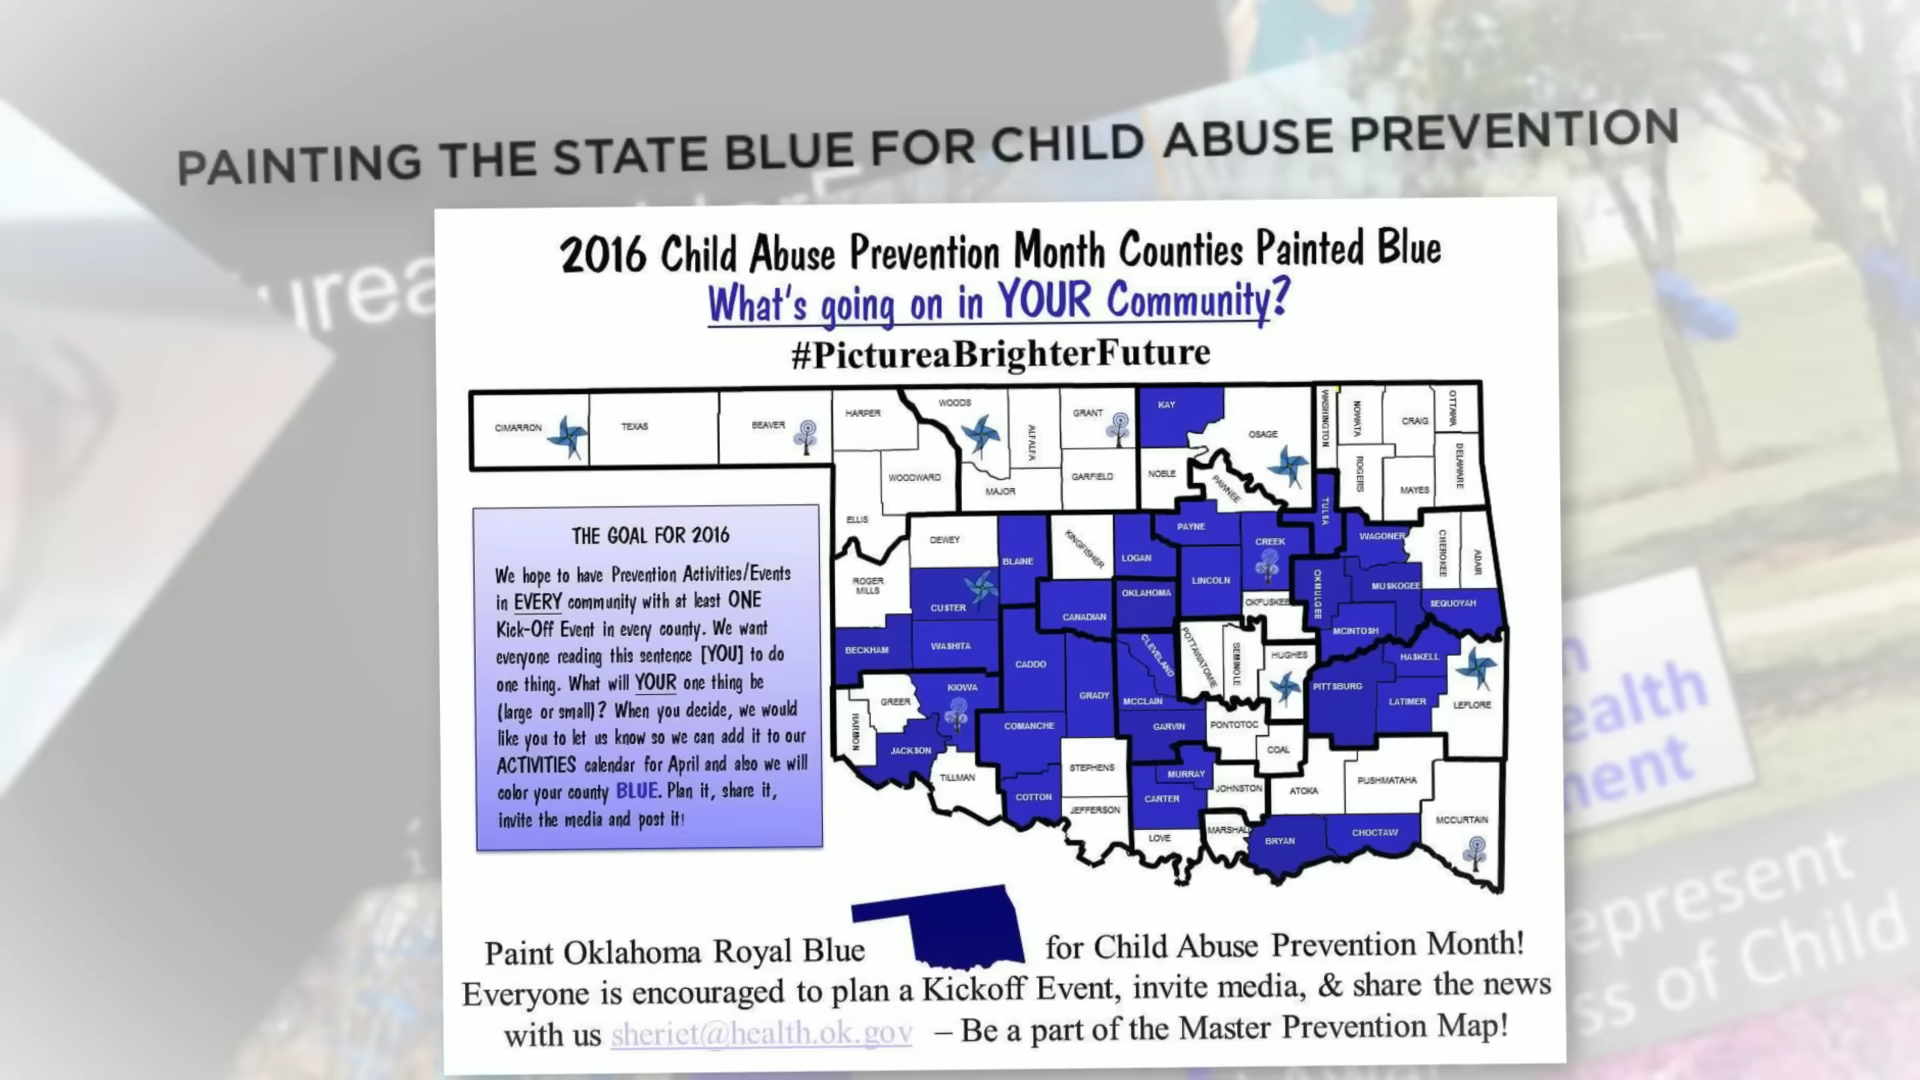 PAINTING THE STATE BLUE FOR CHILD ABUSE PREVENTION
urea
2016 Child Abuse Prevention Month Counties Painted Blue
What's going on in YOUR Community?
#PictureaBrighterFuture
CIMARRON
TEXAS
BEAVER
HARPER
WOODS
ALFALFA
GRANT
KAY
OSAGE
WASHINGTON
NOWATA
CRAIG
OTTAWA
WOODWARD
MAJOR
GARFIELD
NOBLE
PAWNEE
ROGERS
MAYES
DELAWARE
ELLIS
DEWEY
BLAINE
KINGFISHER
LOGAN
PAYNE
CREEK
TULSA
WAGONER
CHEROKEE
ADAIR
ROGER
MILLS
CUSTER
CANADIAN
OKLAHOMA
LINCOLN
OKFUSKEE
OKMULGEE
MUSKOGEE
SEQUOYAH
MCINTOSH
BECKHAM
WASHITA
CADDO
GRADY
CLEVELAND
MCCLAIN
POTTAWATOMIE
SEMINOLE
HUGHES
PITTSBURG
HASKELL
LATIMER
LEFLORE
GREER
KIOWA
HARMON
JACKSON
TILLMAN
COMANCHE
COTTON
STEPHENS
JEFFERSON
GARVIN
MURRAY
CARTER
LOVE
PONTOTOC
COAL
JOHNSTON
MARSHALL
ATOKA
BRYAN
PUSHMATAHA
CHOCTAW
MCCURTAIN
THE GOAL FOR 2016
We hope to have Prevention Activities/Events
in EVERY community with at least ONE
Kick-Off Event in every county. We want
everyone reading this sentence [YOU] to do
one thing. What will YOUR one thing be
(large or small)? When you decide, we would
like you to let us know so we can add it to our
ACTIVITIES calendar for April and also we will
color your county BLUE. Plan it, share it,
invite the media and post it!
Paint Oklahoma Royal Blue for Child Abuse Prevention Month!
Everyone is encouraged to plan a Kickoff Event, invite media, & share the news
with us sheriet@health.ok.gov – Be a part of the Master Prevention Map!
ealth
ment
epresent
ss of Child